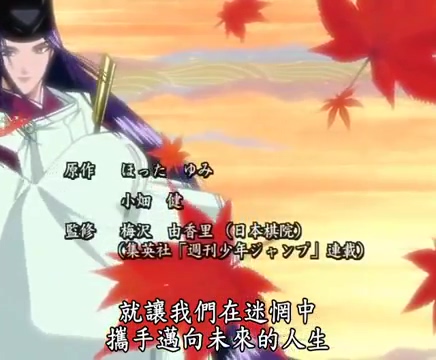 原作 ほった ゆみ
小畑 健
監修 梅沢 由香里（日本棋院）
（集英社「週刊少年ジャンプ」連載）
就讓我們在迷惘中
攜手邁向未來的人生